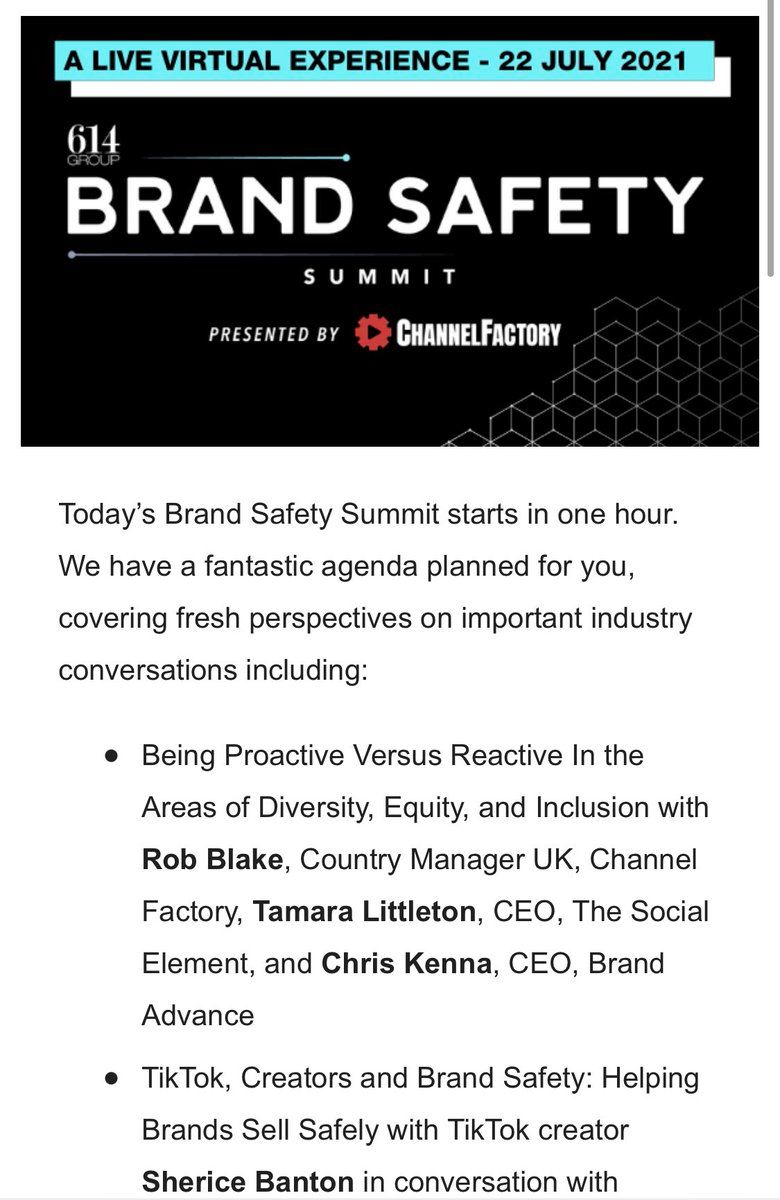 A LIVE VIRTUAL EXPERIENCE - 22 JULY 2021
614
GROUP
BRAND SAFETY
SUMMIT
PRESENTED BY CHANNELFACTORY
Today’s Brand Safety Summit starts in one hour.
We have a fantastic agenda planned for you,
covering fresh perspectives on important industry
conversations including:
● Being Proactive Versus Reactive In the
Areas of Diversity, Equity, and Inclusion with
Rob Blake, Country Manager UK, Channel
Factory, Tamara Littleton, CEO, The Social
Element, and Chris Kenna, CEO, Brand
Advance
● TikTok, Creators and Brand Safety: Helping
Brands Sell Safely with TikTok creator
Sherice Banton in conversation with